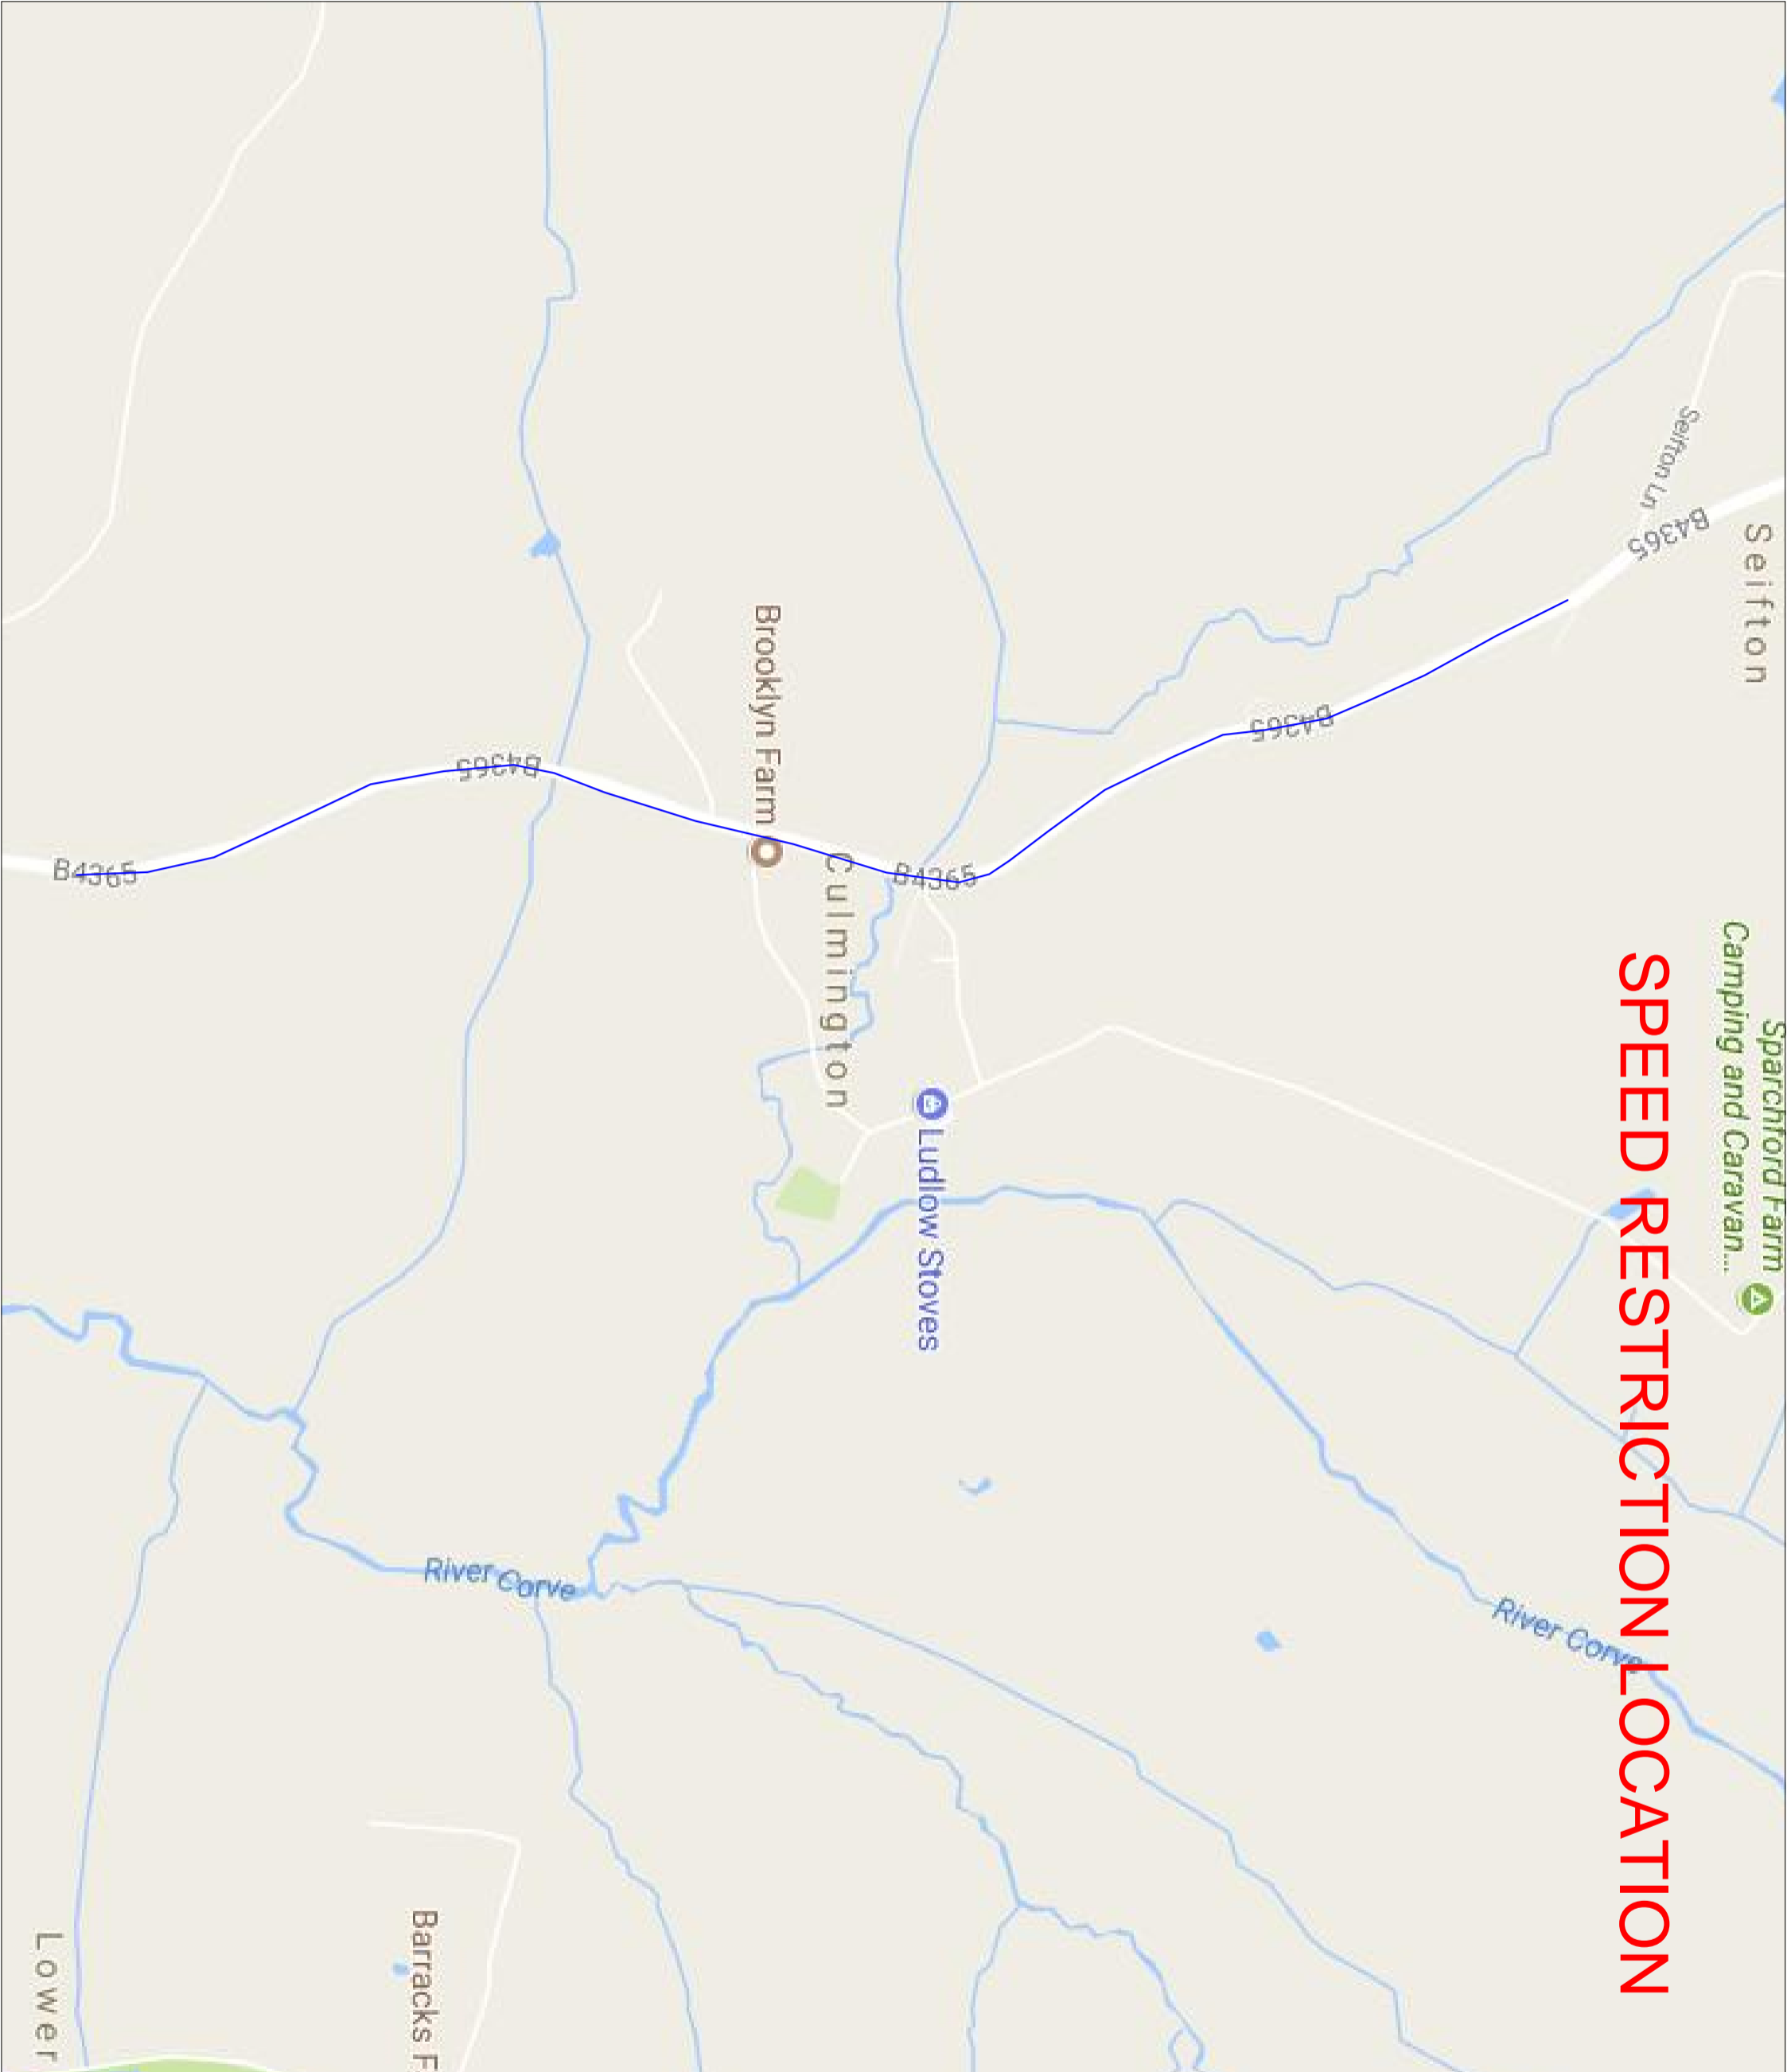 SPEED RESTRICTION LOCATION
Sparchford Farm
Camping and Caravan...
Seifton
Seifton Ln
B4365
B4365
B4365
B4365
B4365
Brooklyn Farm
Culmington
Ludlow Stoves
River Corve
River Corve
Barracks F
Lower